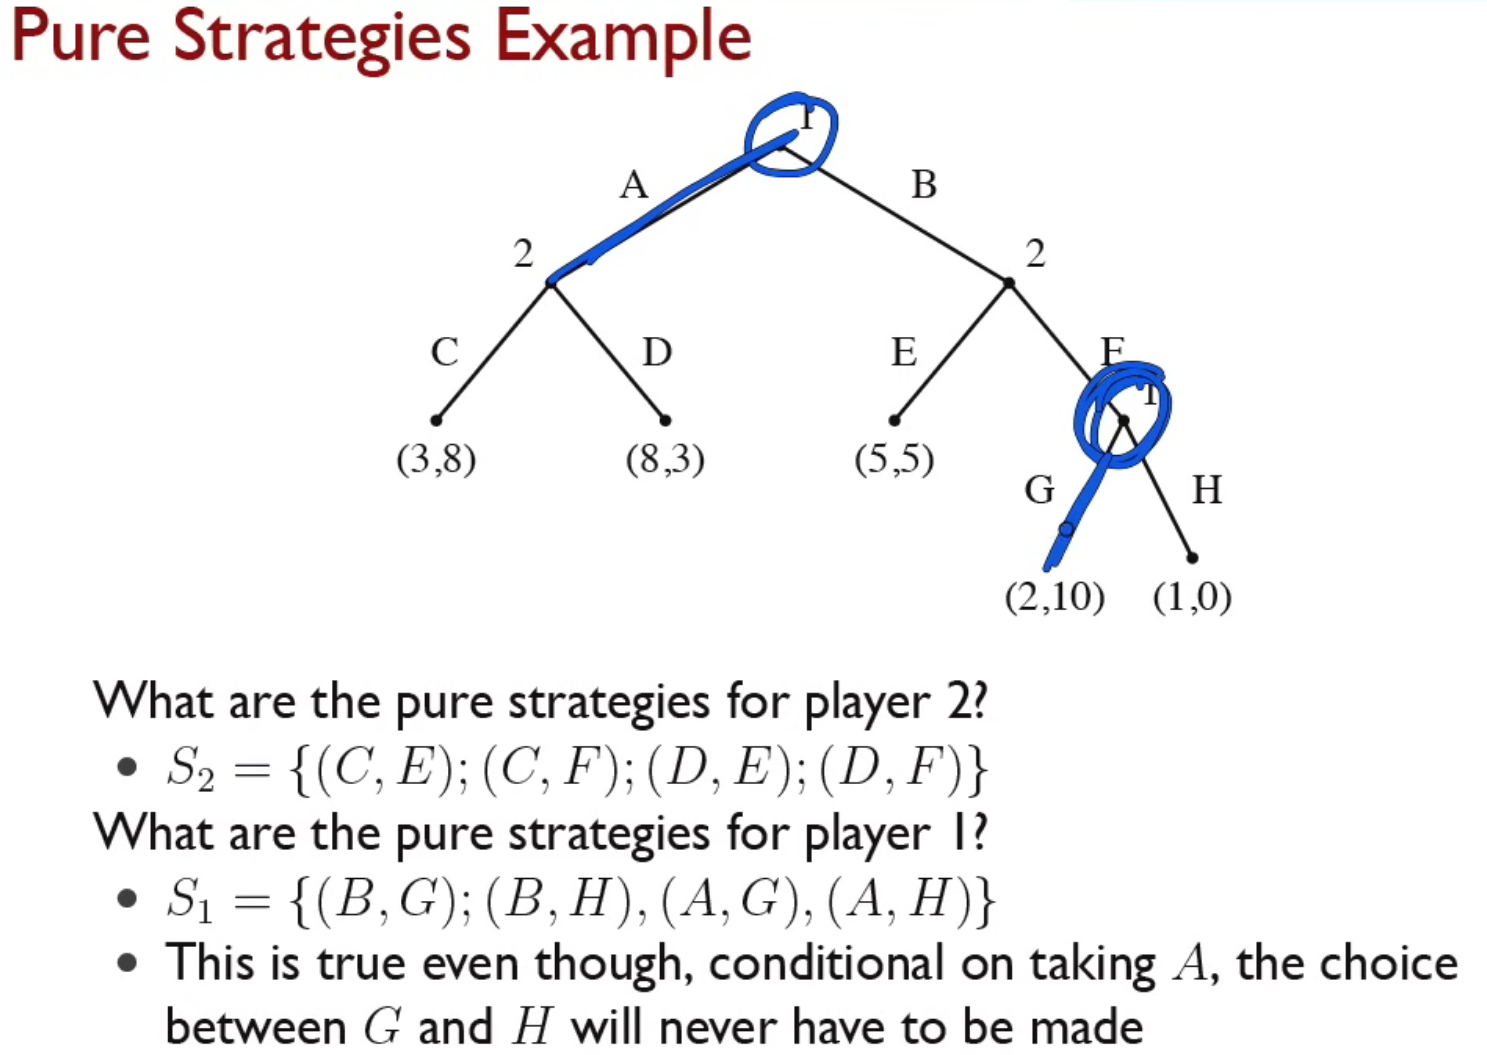 Pure Strategies Example
1
A B
2 2
C D E F
1
(3,8) (8,3) (5,5)
G H
(2,10) (1,0)
What are the pure strategies for player 2?
• S₂ = {(C, E); (C, F); (D, E); (D, F)}
What are the pure strategies for player 1?
• S₁ = {(B, G); (B, H), (A, G), (A, H)}
• This is true even though, conditional on taking A, the choice
between G and H will never have to be made